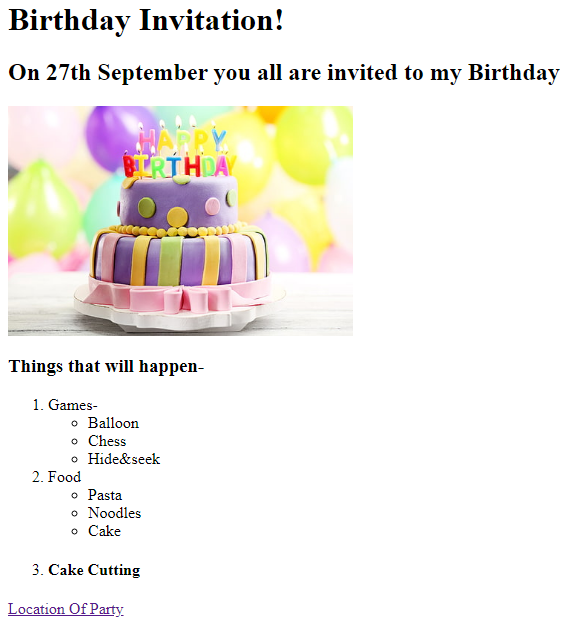 Birthday Invitation!
On 27th September you all are invited to my Birthday
HAPPY
BIRTHDAY
Things that will happen-
1. Games-
Balloon
Chess
Hide&seek
2. Food
Pasta
Noodles
Cake
3. Cake Cutting
Location Of Party